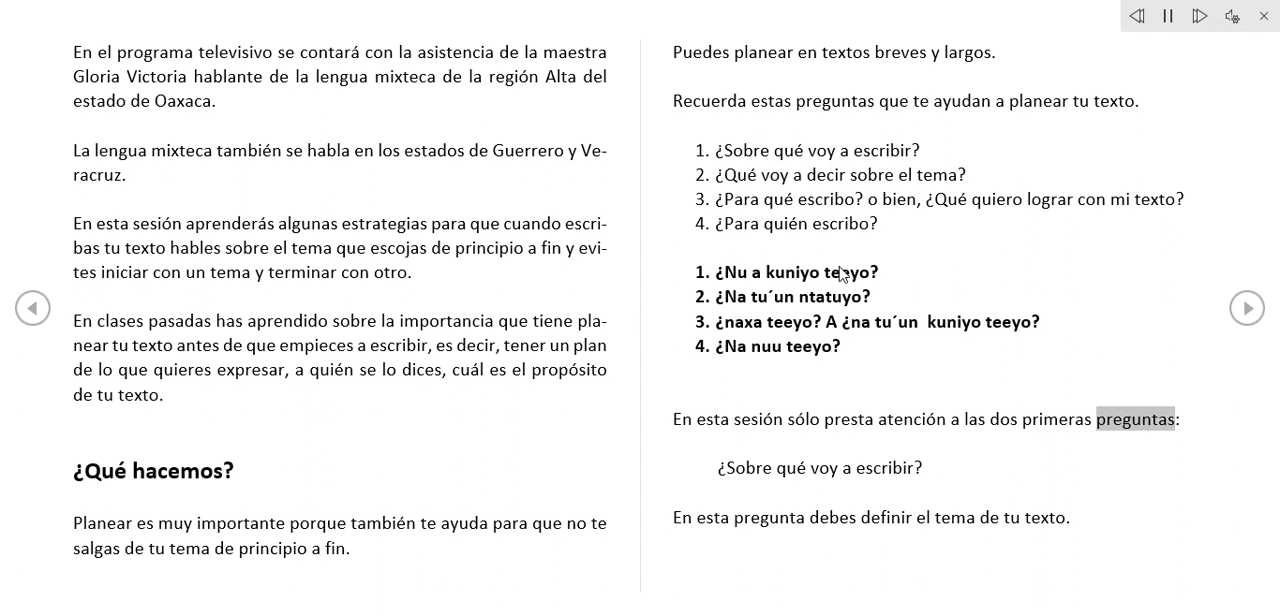 En el programa televisivo se contará con la asistencia de la maestra
Gloria Victoria hablante de la lengua mixteca de la región Alta del
estado de Oaxaca.
La lengua mixteca también se habla en los estados de Guerrero y Ve-
racruz.
En esta sesión aprenderás algunas estrategias para que cuando escri-
bas tu texto hables sobre el tema que escojas de principio a fin y evi-
tes iniciar con un tema y terminar con otro.
En clases pasadas has aprendido sobre la importancia que tiene pla-
near tu texto antes de que empieces a escribir, es decir, tener un plan
de lo que quieres expresar, a quién se lo dices, cuál es el propósito
de tu texto.
¿Qué hacemos?
Planear es muy importante porque también te ayuda para que no te
salgas de tu tema de principio a fin.
Puedes planear en textos breves y largos.
Recuerda estas preguntas que te ayudan a planear tu texto.
1. ¿Sobre qué voy a escribir?
2. ¿Qué voy a decir sobre el tema?
3. ¿Para qué escribo? o bien, ¿Qué quiero lograr con mi texto?
4. ¿Para quién escribo?
1. ¿Nu a kuniyo teeyo?
2. ¿Na tu´un ntatuyo?
3. ¿naxa teeyo? A ¿na tu´un  kuniyo teeyo?
4. ¿Na nuu teeyo?
En esta sesión sólo presta atención a las dos primeras preguntas:
¿Sobre qué voy a escribir?
En esta pregunta debes definir el tema de tu texto.